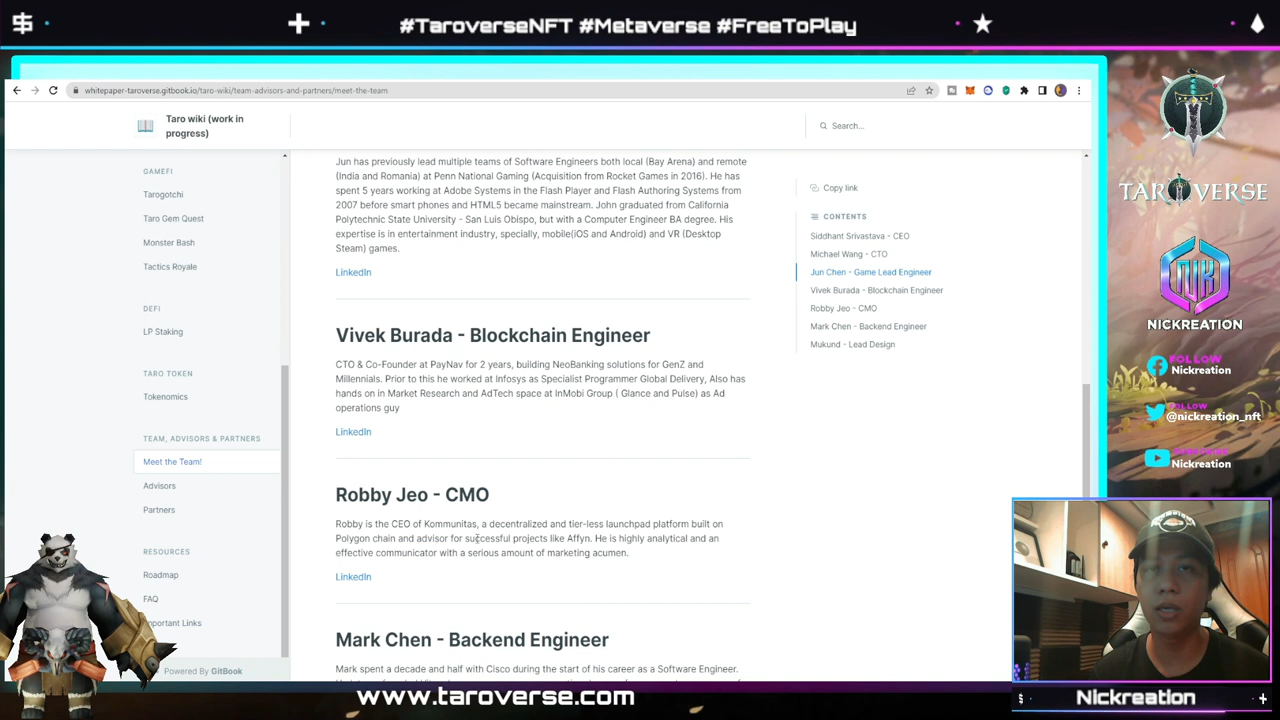 #TaroverseNFT #Metaverse #FreeToPlay
whitepaper-taroverse.gitbook.io/taro-wiki/team-advisors-and-partners/meet-the-team
Taro wiki (work in
progress)
Search...
GAMEFI
Tarogotchi
Taro Gem Quest
Monster Bash
Tactics Royale
DEFI
LP Staking
TARO TOKEN
Tokenomics
TEAM, ADVISORS & PARTNERS
Meet the Team!
Advisors
Partners
RESOURCES
Roadmap
FAQ
Important Links
Powered By GitBook
Jun has previously lead multiple teams of Software Engineers both local (Bay Arena) and remote
(India and Romania) at Penn National Gaming (Acquisition from Rocket Games in 2016). He has
spent 5 years working at Adobe Systems in the Flash Player and Flash Authoring Systems from
2007 before smart phones and HTML5 became mainstream. John graduated from California
Polytechnic State University - San Luis Obispo, but with a Computer Engineer BA degree. His
expertise is in entertainment industry, specially, mobile(iOS and Android) and VR (Desktop
Steam) games.
LinkedIn
Vivek Burada - Blockchain Engineer
CTO & Co-Founder at PayNav for 2 years, building NeoBanking solutions for GenZ and
Millennials. Prior to this he worked at Infosys as Specialist Programmer Global Delivery, Also has
hands on in Market Research and AdTech space at InMobi Group ( Glance and Pulse) as Ad
operations guy
LinkedIn
Robby Jeo - CMO
Robby is the CEO of Kommunitas, a decentralized and tier-less launchpad platform built on
Polygon chain and advisor for successful projects like Affyn. He is highly analytical and an
effective communicator with a serious amount of marketing acumen.
LinkedIn
Mark Chen - Backend Engineer
Mark spent a decade and half with Cisco during the start of his career as a Software Engineer.
Copy link
CONTENTS
Siddhant Srivastava - CEO
Michael Wang - CTO
Jun Chen - Game Lead Engineer
Vivek Burada - Blockchain Engineer
Robby Jeo - CMO
Mark Chen - Backend Engineer
Mukund - Lead Design
TAROVERSE
NICKREATION
FOLLOW
Nickreation
FOLLOW
@nickreation_nft
Nickreation
www.taroverse.com
Nickreation